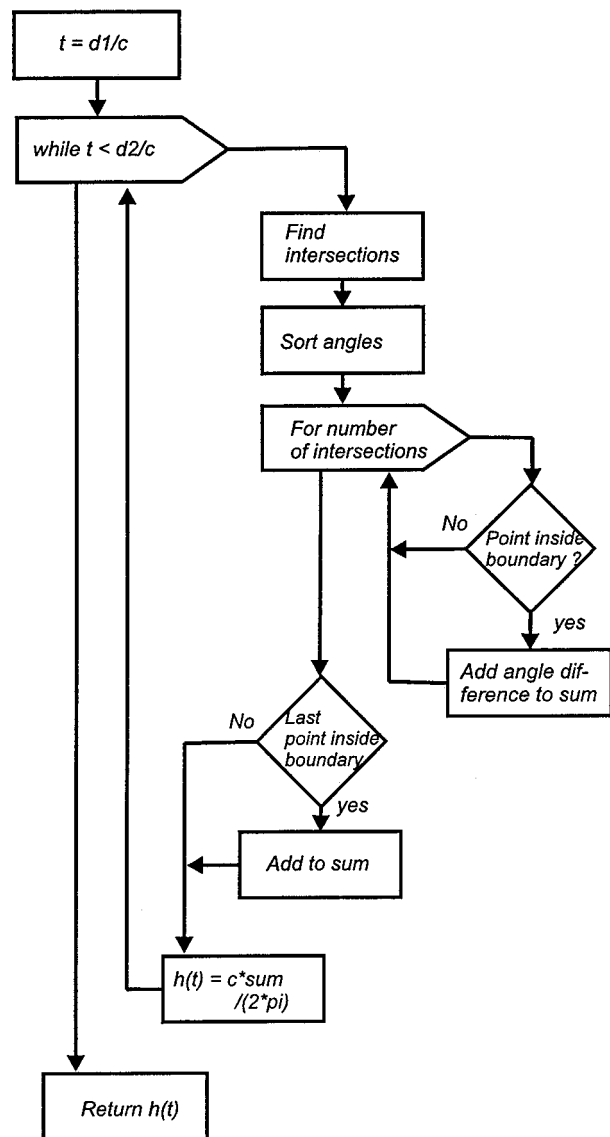 t = d1/c
while t < d2/c
Find
intersections
Sort angles
For number
of intersections
No
Point inside
boundary ?
yes
Add angle dif-
ference to sum
No
Last
point inside
boundary
yes
Add to sum
h(t) = c*sum
/(2*pi)
Return h(t)